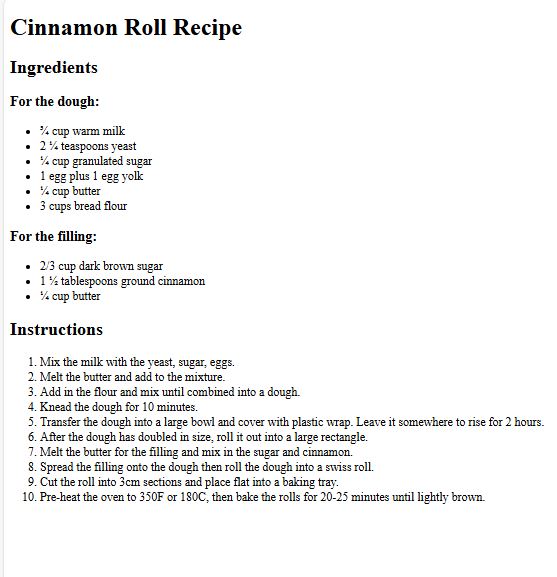 Cinnamon Roll Recipe
Ingredients
For the dough:
• ¾ cup warm milk
• 2 ¼ teaspoons yeast
• ¼ cup granulated sugar
• 1 egg plus 1 egg yolk
• ¼ cup butter
• 3 cups bread flour
For the filling:
• 2/3 cup dark brown sugar
• 1 ½ tablespoons ground cinnamon
• ¼ cup butter
Instructions
1. Mix the milk with the yeast, sugar, eggs.
2. Melt the butter and add to the mixture.
3. Add in the flour and mix until combined into a dough.
4. Knead the dough for 10 minutes.
5. Transfer the dough into a large bowl and cover with plastic wrap. Leave it somewhere to rise for 2 hours.
6. After the dough has doubled in size, roll it out into a large rectangle.
7. Melt the butter for the filling and mix in the sugar and cinnamon.
8. Spread the filling onto the dough then roll the dough into a swiss roll.
9. Cut the roll into 3cm sections and place flat into a baking tray.
10. Pre-heat the oven to 350F or 180C, then bake the rolls for 20-25 minutes until lightly brown.